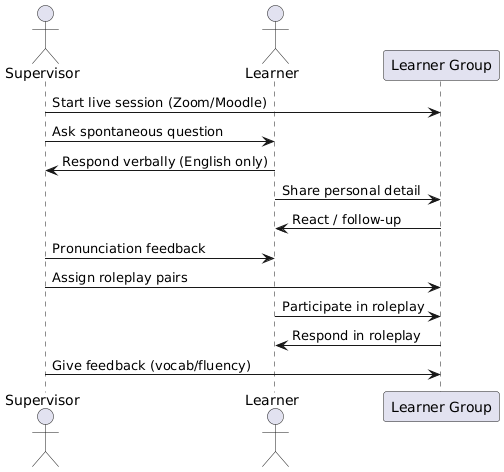 Supervisor
Learner
Learner Group
Start live session (Zoom/Moodle)
Ask spontaneous question
Respond verbally (English only)
Share personal detail
React / follow-up
Pronunciation feedback
Assign roleplay pairs
Participate in roleplay
Respond in roleplay
Give feedback (vocab/fluency)
Supervisor
Learner
Learner Group